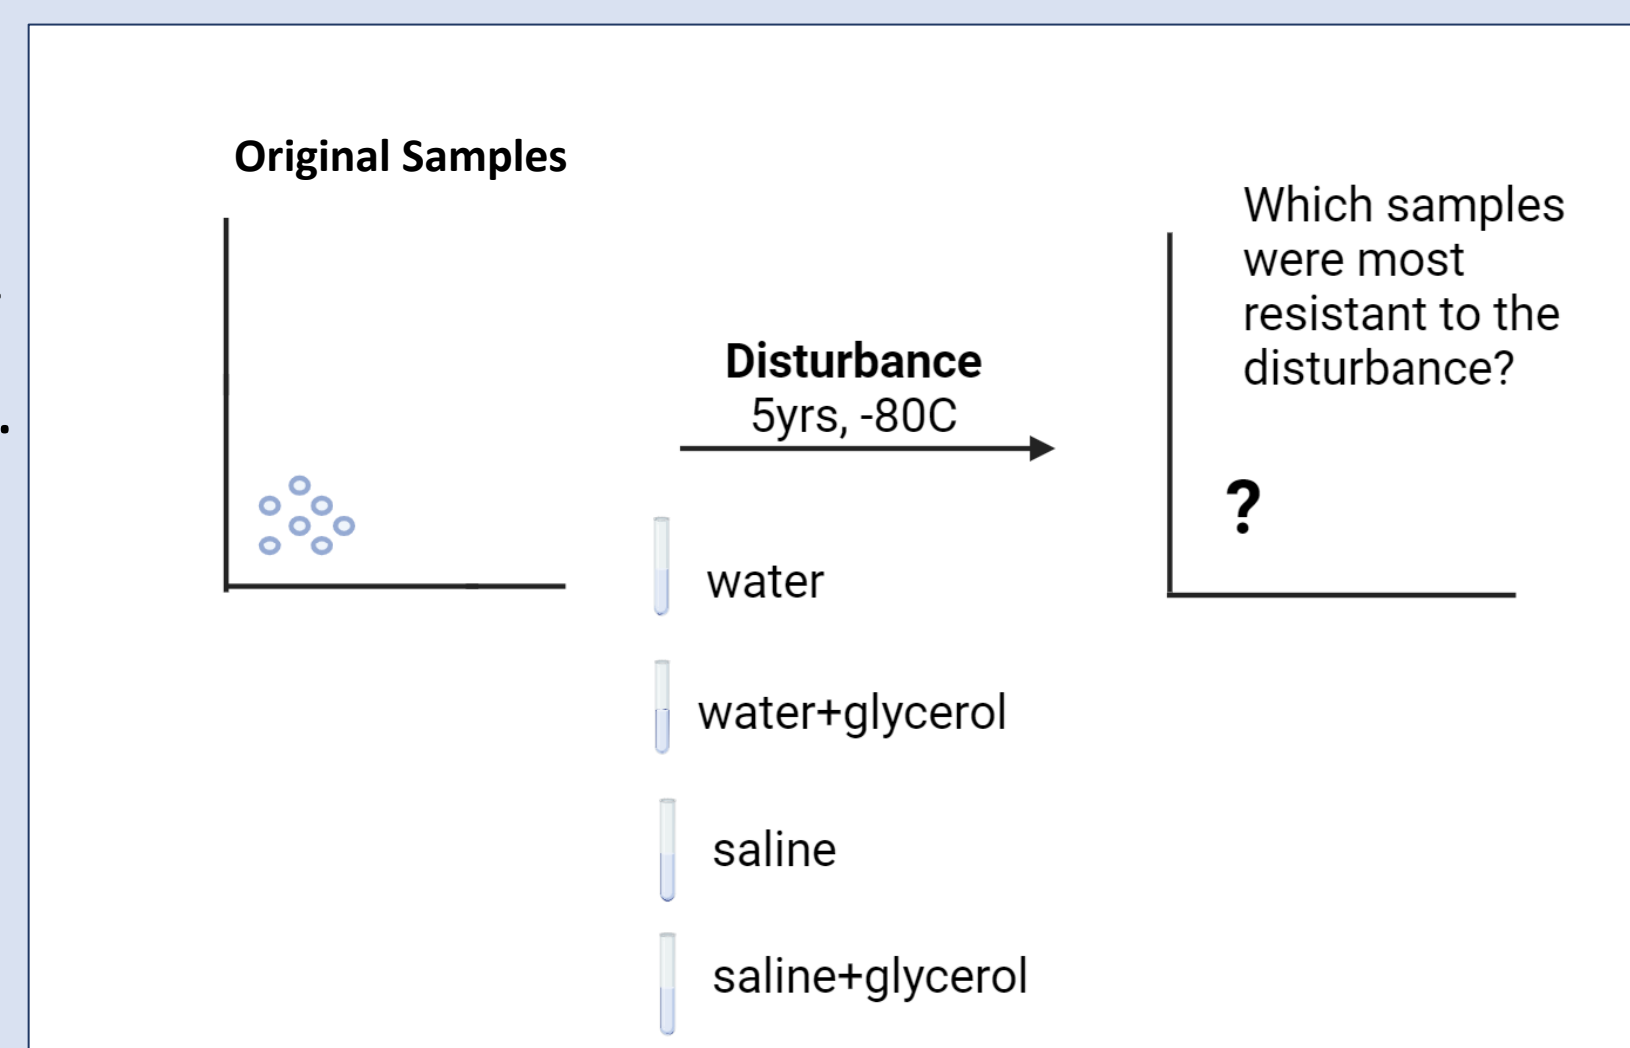 Original Samples
Which samples
were most
resistant to the
disturbance?
Disturbance
5yrs, -80C
?
water
water+glycerol
saline
saline+glycerol